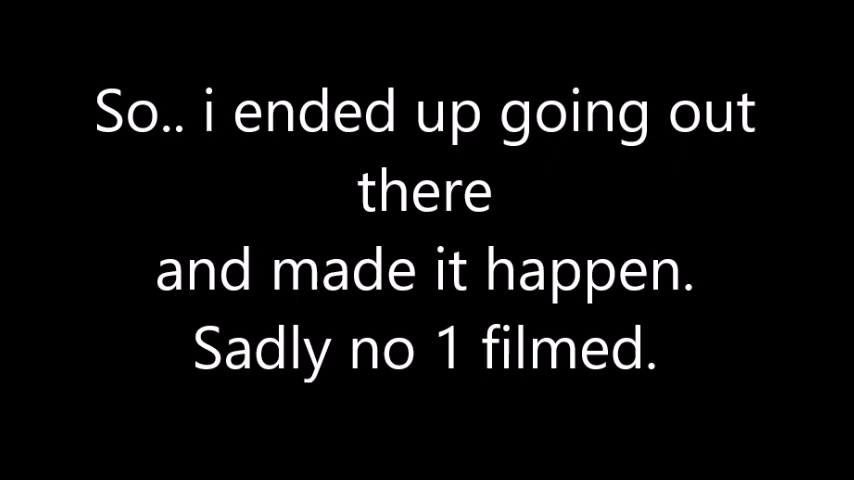 So.. i ended up going out
there
and made it happen.
Sadly no 1 filmed.